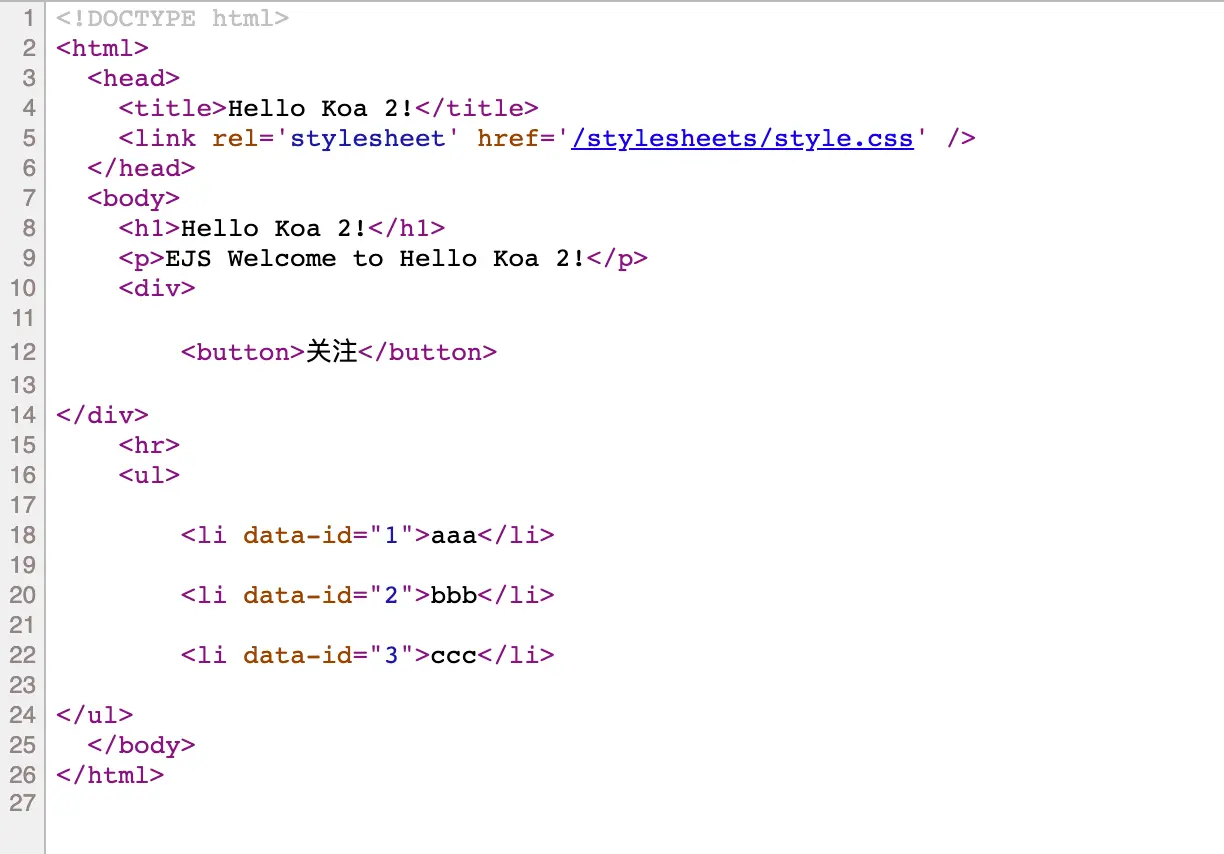 1 <!DOCTYPE html>
2 <html>
3   <head>
4     <title>Hello Koa 2!</title>
5     <link rel='stylesheet' href='/stylesheets/style.css' />
6   </head>
7   <body>
8     <h1>Hello Koa 2!</h1>
9     <p>EJS Welcome to Hello Koa 2!</p>
10     <div>
11
12         <button>关注</button>
13
14 </div>
15     <hr>
16     <ul>
17
18         <li data-id="1">aaa</li>
19
20         <li data-id="2">bbb</li>
21
22         <li data-id="3">ccc</li>
23
24 </ul>
25   </body>
26 </html>
27